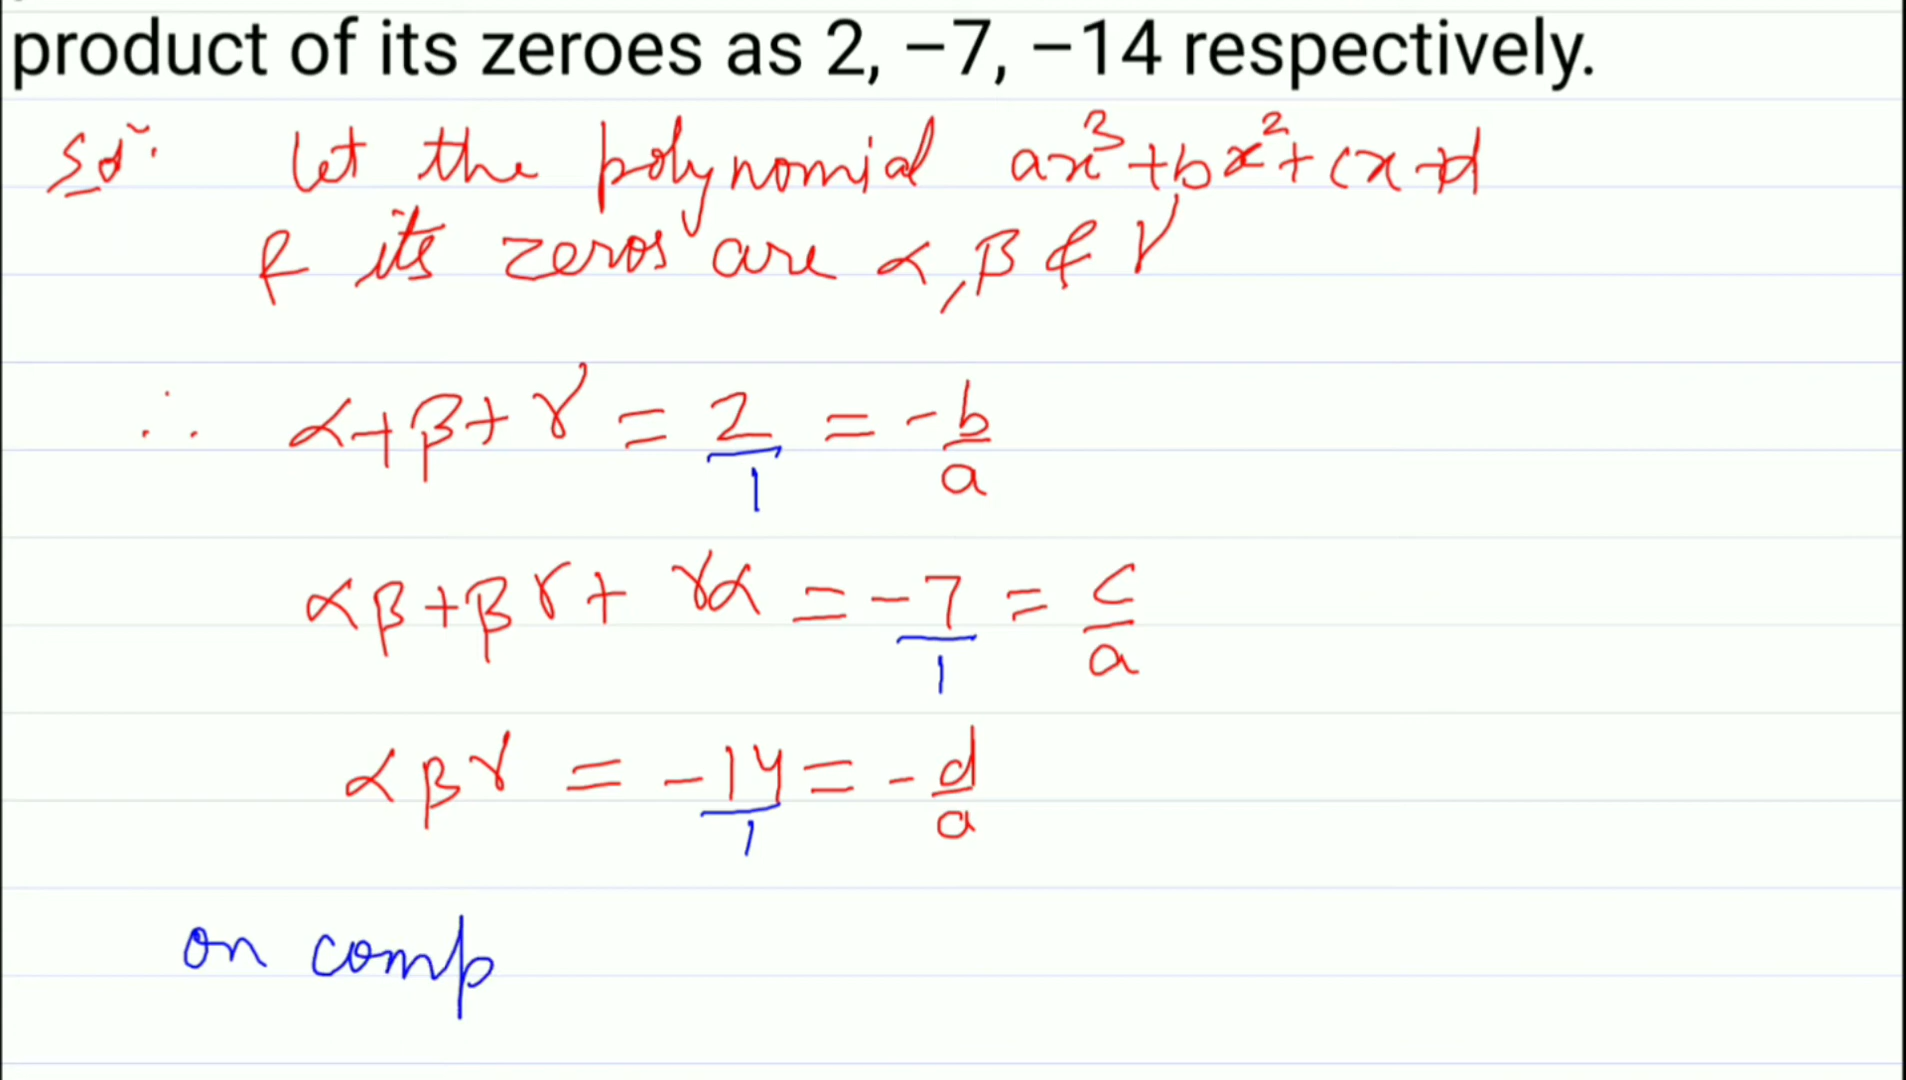 product of its zeroes as 2, –7, –14 respectively.
Solⁿ. Let the polynomial ax³+bx²+cx+d
& its zeros are α, β & γ
∴ α+β+γ = 2/1 = -b/a
αβ+βγ+γα = -7/1 = c/a
αβγ = -14/1 = -d/a
on comp